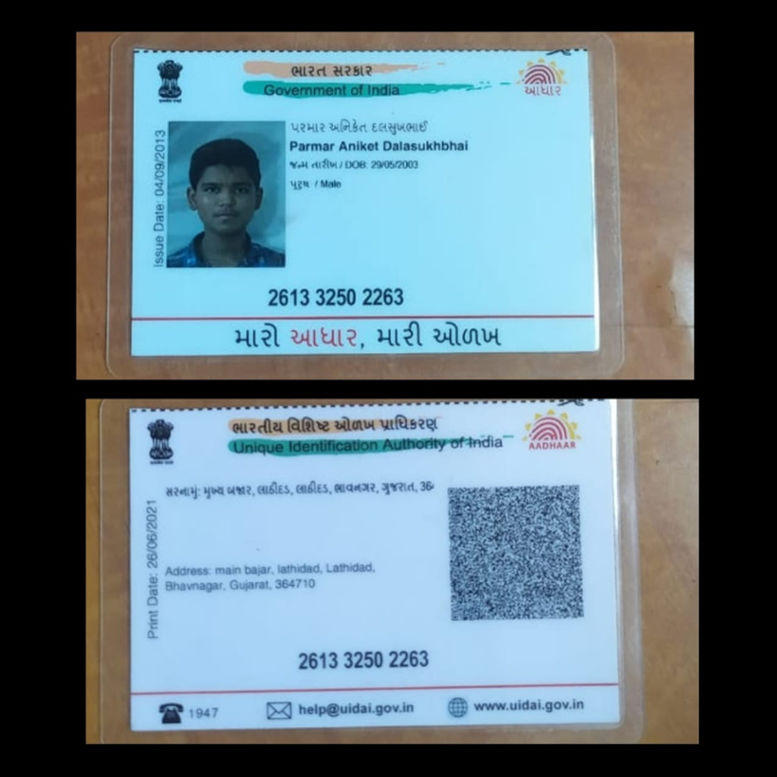 ભારત સરકાર
Government of India
આધાર
Issue Date: 04/09/2013
પરમાર અનિકેત દલસુખભાઈ
Parmar Aniket Dalasukhbhai
જન્મ તારીખ / DOB: 29/05/2003
પુરુષ / Male
2613 3250 2263
મારો આધાર, મારી ઓળખ
ભારતીય વિશિષ્ટ ઓળખ પ્રાધિકરણ
Unique Identification Authority of India
AADHAAR
Print Date: 26/06/2021
સરનામું: મુખ્ય બજાર, લાઠીદડ, લાઠીદડ, ભાવનગર, ગુજરાત, 36
Address: main bajar, lathidad, Lathidad,
Bhavnagar, Gujarat, 364710
2613 3250 2263
1947
help@uidai.gov.in
www.uidai.gov.in